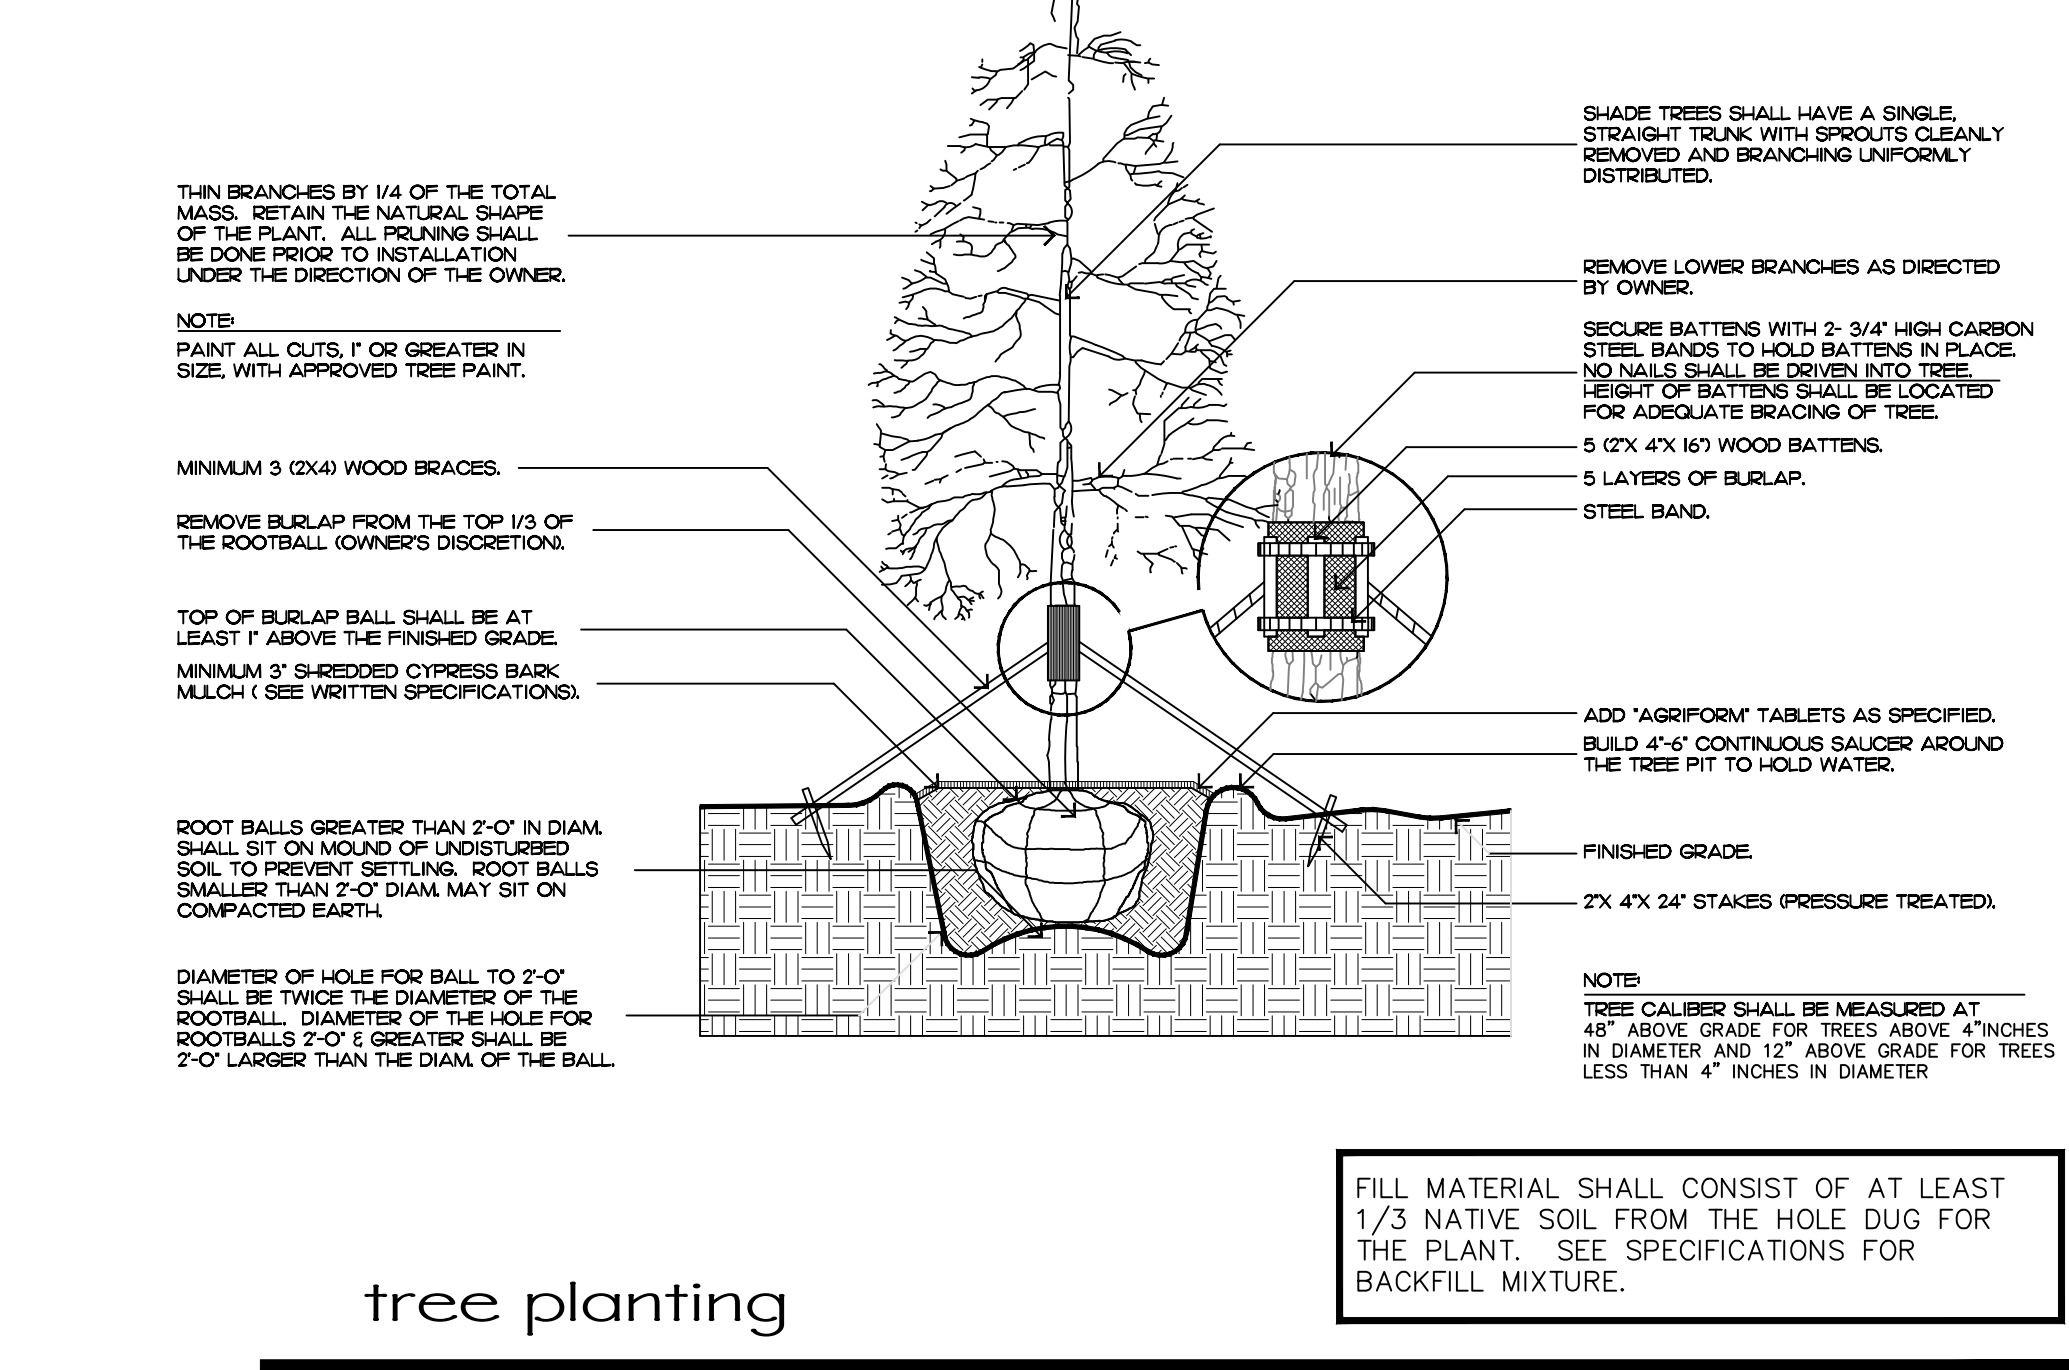 THIN BRANCHES BY 1/4 OF THE TOTAL
MASS.  RETAIN THE NATURAL SHAPE
OF THE PLANT.  ALL PRUNING SHALL
BE DONE PRIOR TO INSTALLATION
UNDER THE DIRECTION OF THE OWNER.
NOTE:
PAINT ALL CUTS, 1" OR GREATER IN
SIZE, WITH APPROVED TREE PAINT.
MINIMUM 3 (2X4) WOOD BRACES.
REMOVE BURLAP FROM THE TOP 1/3 OF
THE ROOTBALL (OWNER'S DISCRETION).
TOP OF BURLAP BALL SHALL BE AT
LEAST 1" ABOVE THE FINISHED GRADE.
MINIMUM 3" SHREDDED CYPRESS BARK
MULCH ( SEE WRITTEN SPECIFICATIONS).
ROOT BALLS GREATER THAN 2'-0" IN DIAM.
SHALL SIT ON MOUND OF UNDISTURBED
SOIL TO PREVENT SETTLING.  ROOT BALLS
SMALLER THAN 2'-0" DIAM. MAY SIT ON
COMPACTED EARTH.
DIAMETER OF HOLE FOR BALL TO 2'-0"
SHALL BE TWICE THE DIAMETER OF THE
ROOTBALL.  DIAMETER OF THE HOLE FOR
ROOTBALLS 2'-0" & GREATER SHALL BE
2'-0" LARGER THAN THE DIAM. OF THE BALL.
SHADE TREES SHALL HAVE A SINGLE,
STRAIGHT TRUNK WITH SPROUTS CLEANLY
REMOVED AND BRANCHING UNIFORMLY
DISTRIBUTED.
REMOVE LOWER BRANCHES AS DIRECTED
BY OWNER.
SECURE BATTENS WITH 2- 3/4" HIGH CARBON
STEEL BANDS TO HOLD BATTENS IN PLACE.
NO NAILS SHALL BE DRIVEN INTO TREE.
HEIGHT OF BATTENS SHALL BE LOCATED
FOR ADEQUATE BRACING OF TREE.
5 (2"X 4"X 16") WOOD BATTENS.
5 LAYERS OF BURLAP.
STEEL BAND.
ADD "AGRIFORM" TABLETS AS SPECIFIED.
BUILD 4"-6" CONTINUOUS SAUCER AROUND
THE TREE PIT TO HOLD WATER.
FINISHED GRADE.
2"X 4"X 24" STAKES (PRESSURE TREATED).
NOTE:
TREE CALIBER SHALL BE MEASURED AT
48” ABOVE GRADE FOR TREES ABOVE 4”INCHES
IN DIAMETER AND 12” ABOVE GRADE FOR TREES
LESS THAN 4” INCHES IN DIAMETER
FILL MATERIAL SHALL CONSIST OF AT LEAST
1/3 NATIVE SOIL FROM THE HOLE DUG FOR
THE PLANT.  SEE SPECIFICATIONS FOR
BACKFILL MIXTURE.
tree planting